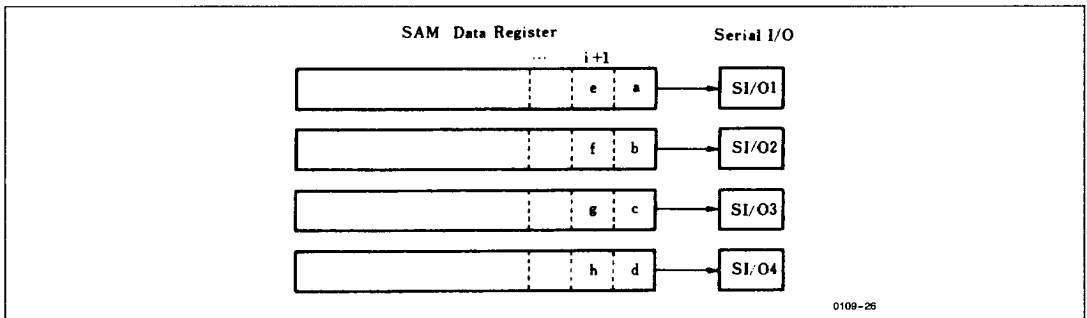 SAM Data Register Serial I/O
... i+1
e a SI/O1
f b SI/O2
g c SI/O3
h d SI/O4
0109-26